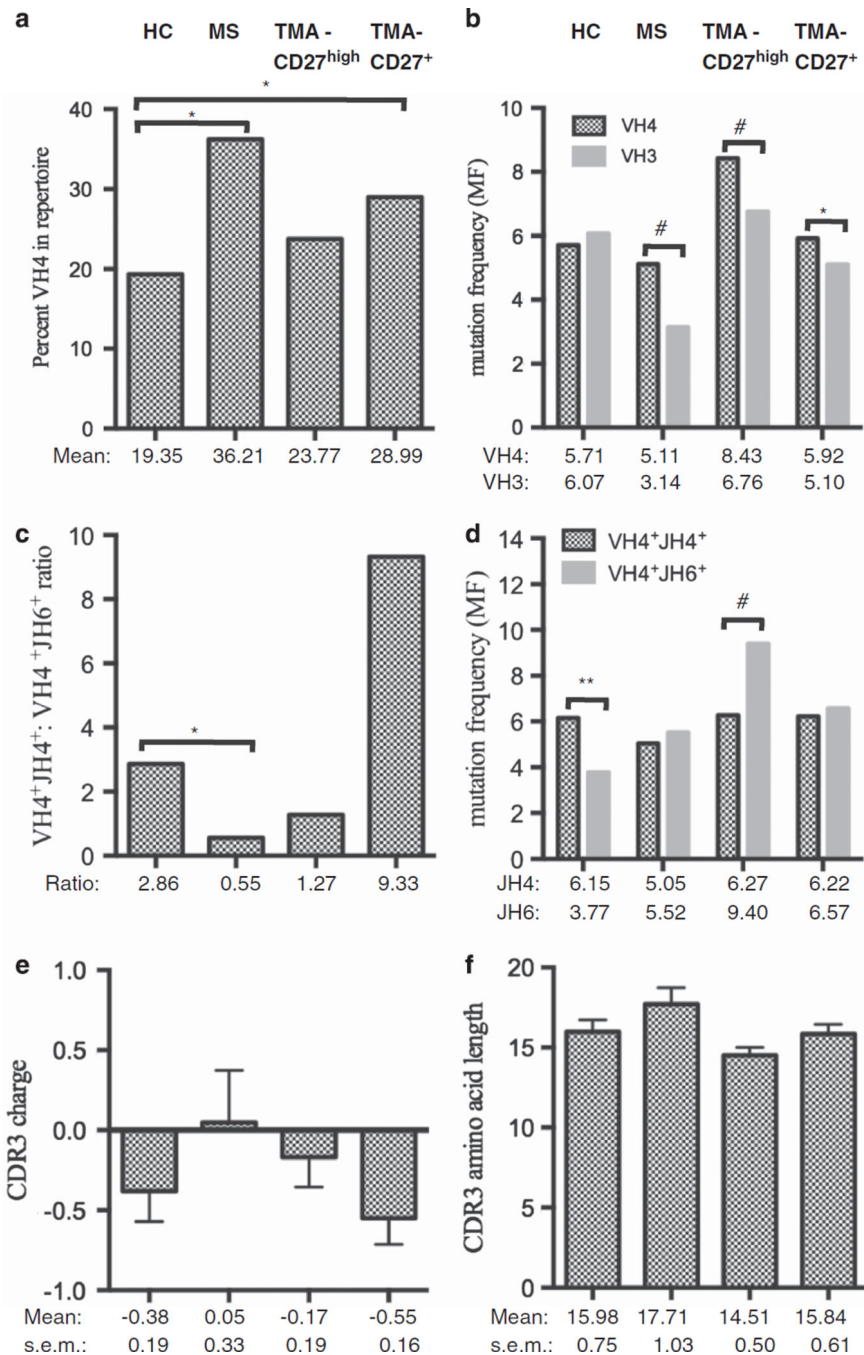 a
HC MS TMA - TMA-
CD27high CD27+
*
*
Percent VH4 in repertoire
50
40
30
20
10
0
Mean: 19.35 36.21 23.77 28.99
b
HC MS TMA - TMA-
CD27high CD27+
VH4
VH3
#
#
*
mutation frequency (MF)
10
8
6
4
2
0
VH4: 5.71 5.11 8.43 5.92
VH3: 6.07 3.14 6.76 5.10
c
*
VH4+JH4+: VH4 +JH6+ ratio
10
8
6
4
2
0
Ratio: 2.86 0.55 1.27 9.33
d
VH4+JH4+
VH4+JH6+
**
#
mutation frequency (MF)
14
12
10
8
6
4
2
0
JH4: 6.15 5.05 6.27 6.22
JH6: 3.77 5.52 9.40 6.57
e
CDR3 charge
1.0
0.5
0.0
-0.5
-1.0
Mean: -0.38 0.05 -0.17 -0.55
s.e.m.: 0.19 0.33 0.19 0.16
f
CDR3 amino acid length
20
15
10
5
0
Mean: 15.98 17.71 14.51 15.84
s.e.m.: 0.75 1.03 0.50 0.61